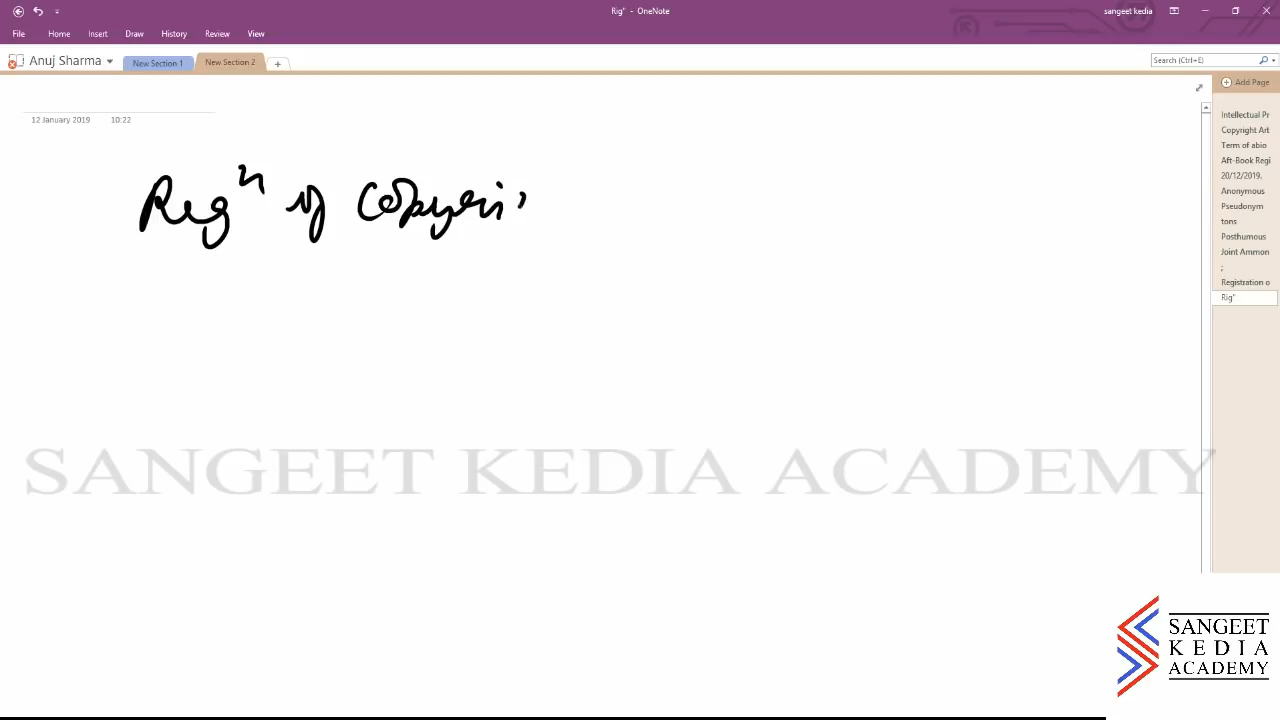 Rig" - OneNote
sangeet kedia
File Home Insert Draw History Review View
Anuj Sharma
New Section 1
New Section 2
Search (Ctrl+E)
Add Page
12 January 2019 10:22
Regn of Copyri
Intellectual Pr
Copyright Art
Term of abio
Aft-Book Regi
20/12/2019,
Anonymous
Pseudonym
tons
Posthumous
Joint Ammon
;
Registration o
Rig"
SANGEET KEDIA ACADEMY
SANGEET
KEDIA
ACADEMY